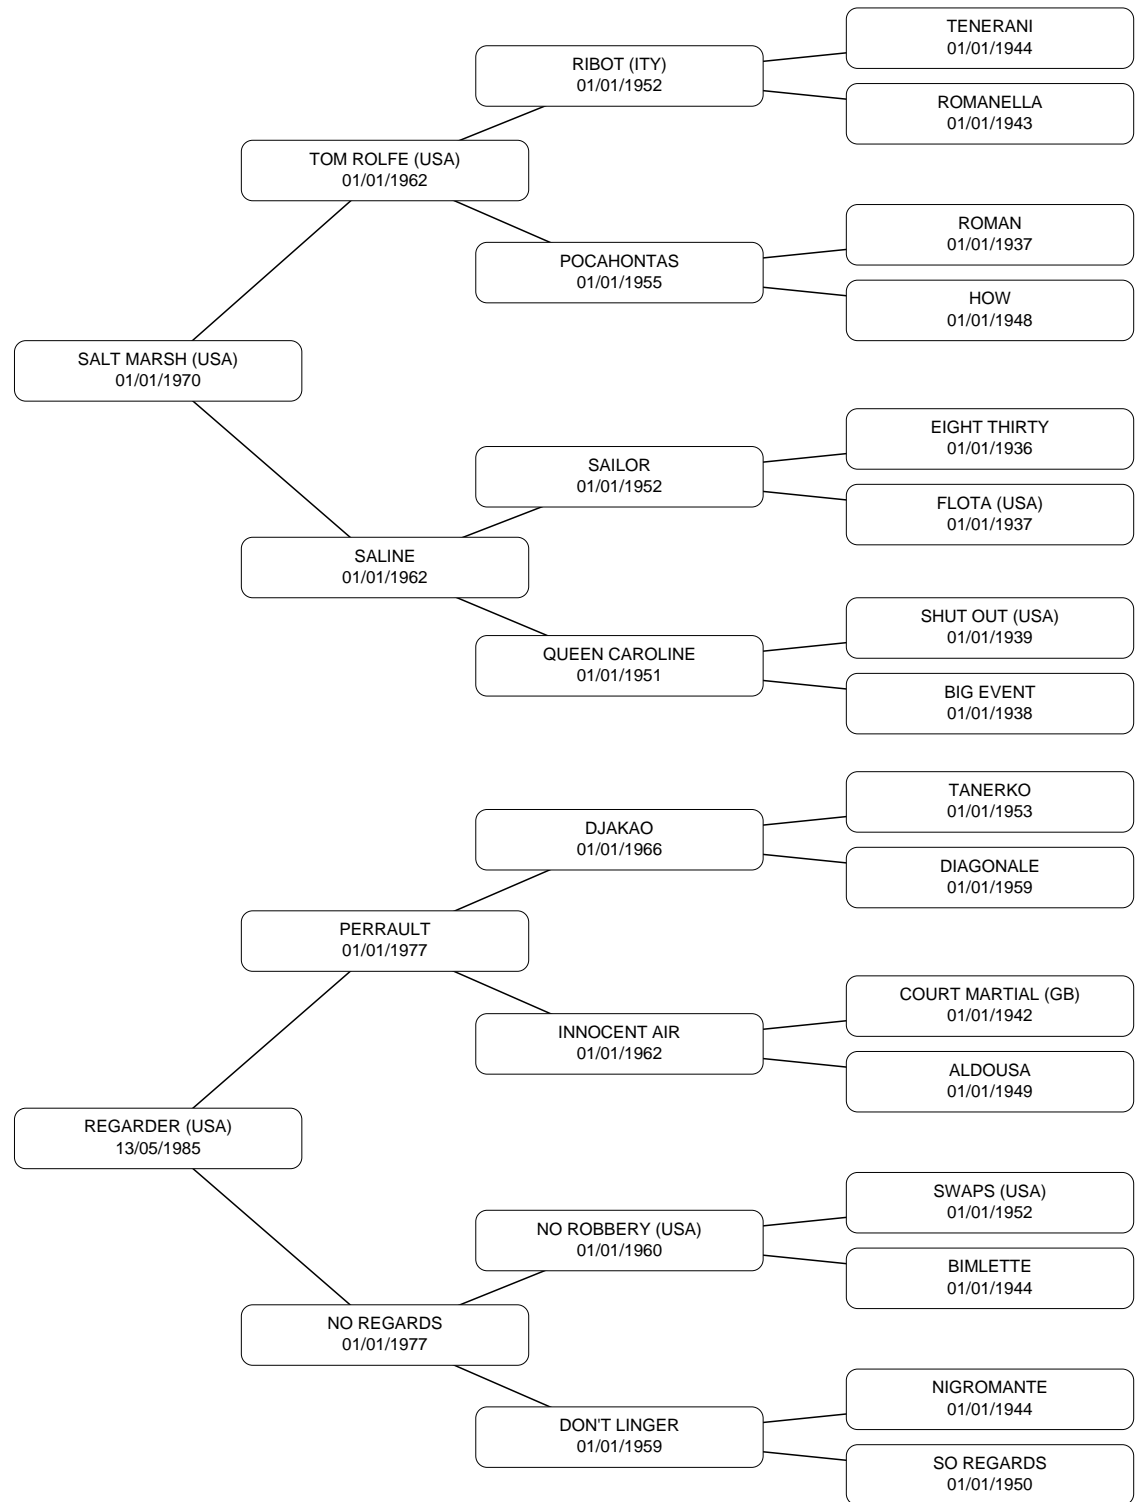 TENERANI
01/01/1944
RIBOT (ITY)
01/01/1952
ROMANELLA
01/01/1943
TOM ROLFE (USA)
01/01/1962
ROMAN
01/01/1937
POCAHONTAS
01/01/1955
HOW
01/01/1948
SALT MARSH (USA)
01/01/1970
EIGHT THIRTY
01/01/1936
SAILOR
01/01/1952
FLOTA (USA)
01/01/1937
SALINE
01/01/1962
SHUT OUT (USA)
01/01/1939
QUEEN CAROLINE
01/01/1951
BIG EVENT
01/01/1938
TANERKO
01/01/1953
DJAKAO
01/01/1966
DIAGONALE
01/01/1959
PERRAULT
01/01/1977
COURT MARTIAL (GB)
01/01/1942
INNOCENT AIR
01/01/1962
ALDOUSA
01/01/1949
REGARDER (USA)
13/05/1985
SWAPS (USA)
01/01/1952
NO ROBBERY (USA)
01/01/1960
BIMLETTE
01/01/1944
NO REGARDS
01/01/1977
NIGROMANTE
01/01/1944
DON'T LINGER
01/01/1959
SO REGARDS
01/01/1950